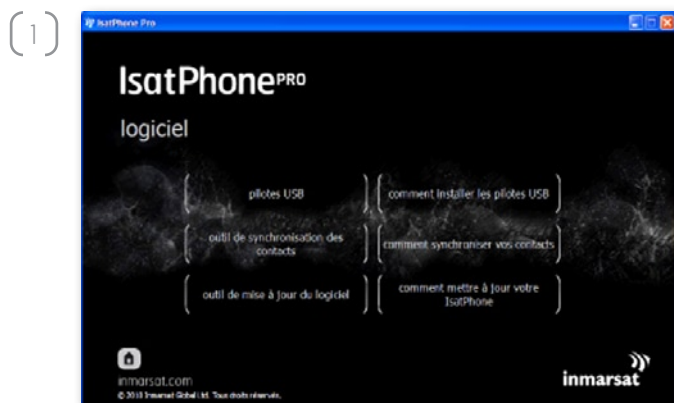 1
IsatPhone Pro
IsatPhone PRO
logiciel
pilotes USB
comment installer les pilotes USB
outil de synchronisation des
contacts
comment synchroniser vos contacts
outil de mise à jour du logiciel
comment mettre à jour votre
IsatPhone
inmarsat.com
© 2010 Inmarsat Global Ltd. Tous droits réservés.
inmarsat